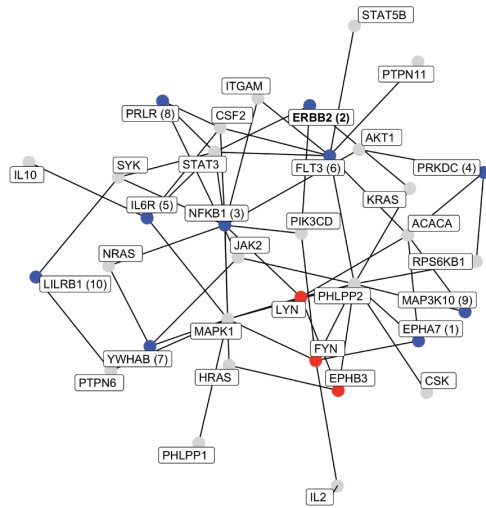 STAT5B
PTPN11
ITGAM
PRLR (8)
CSF2
ERBB2 (2)
AKT1
SYK
STAT3
FLT3 (6)
PRKDC (4)
IL10
IL6R (5)
NFKB1 (3)
KRAS
PIK3CD
ACACA
NRAS
JAK2
RPS6KB1
LILRB1 (10)
PHLPP2
MAP3K10 (9)
LYN
MAPK1
EPHA7 (1)
YWHAB (7)
FYN
PTPN6
HRAS
EPHB3
CSK
PHLPP1
IL2